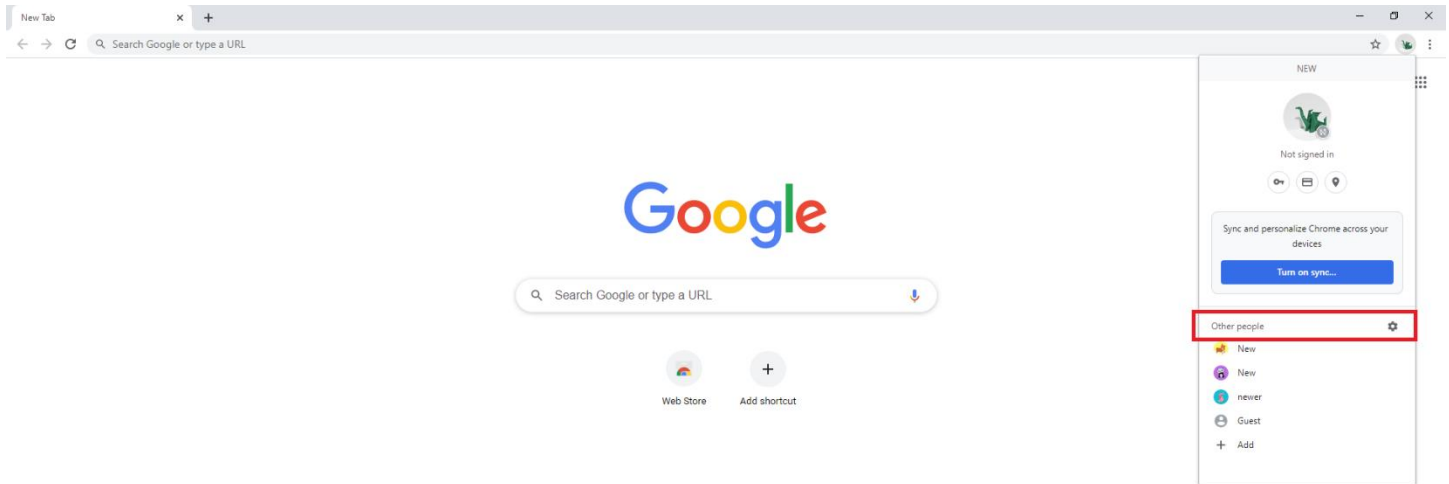 New Tab
Search Google or type a URL
NEW
Not signed in
Sync and personalize Chrome across your
devices
Turn on sync...
Google
Search Google or type a URL
Web Store
Add shortcut
Other people
New
New
newer
Guest
Add